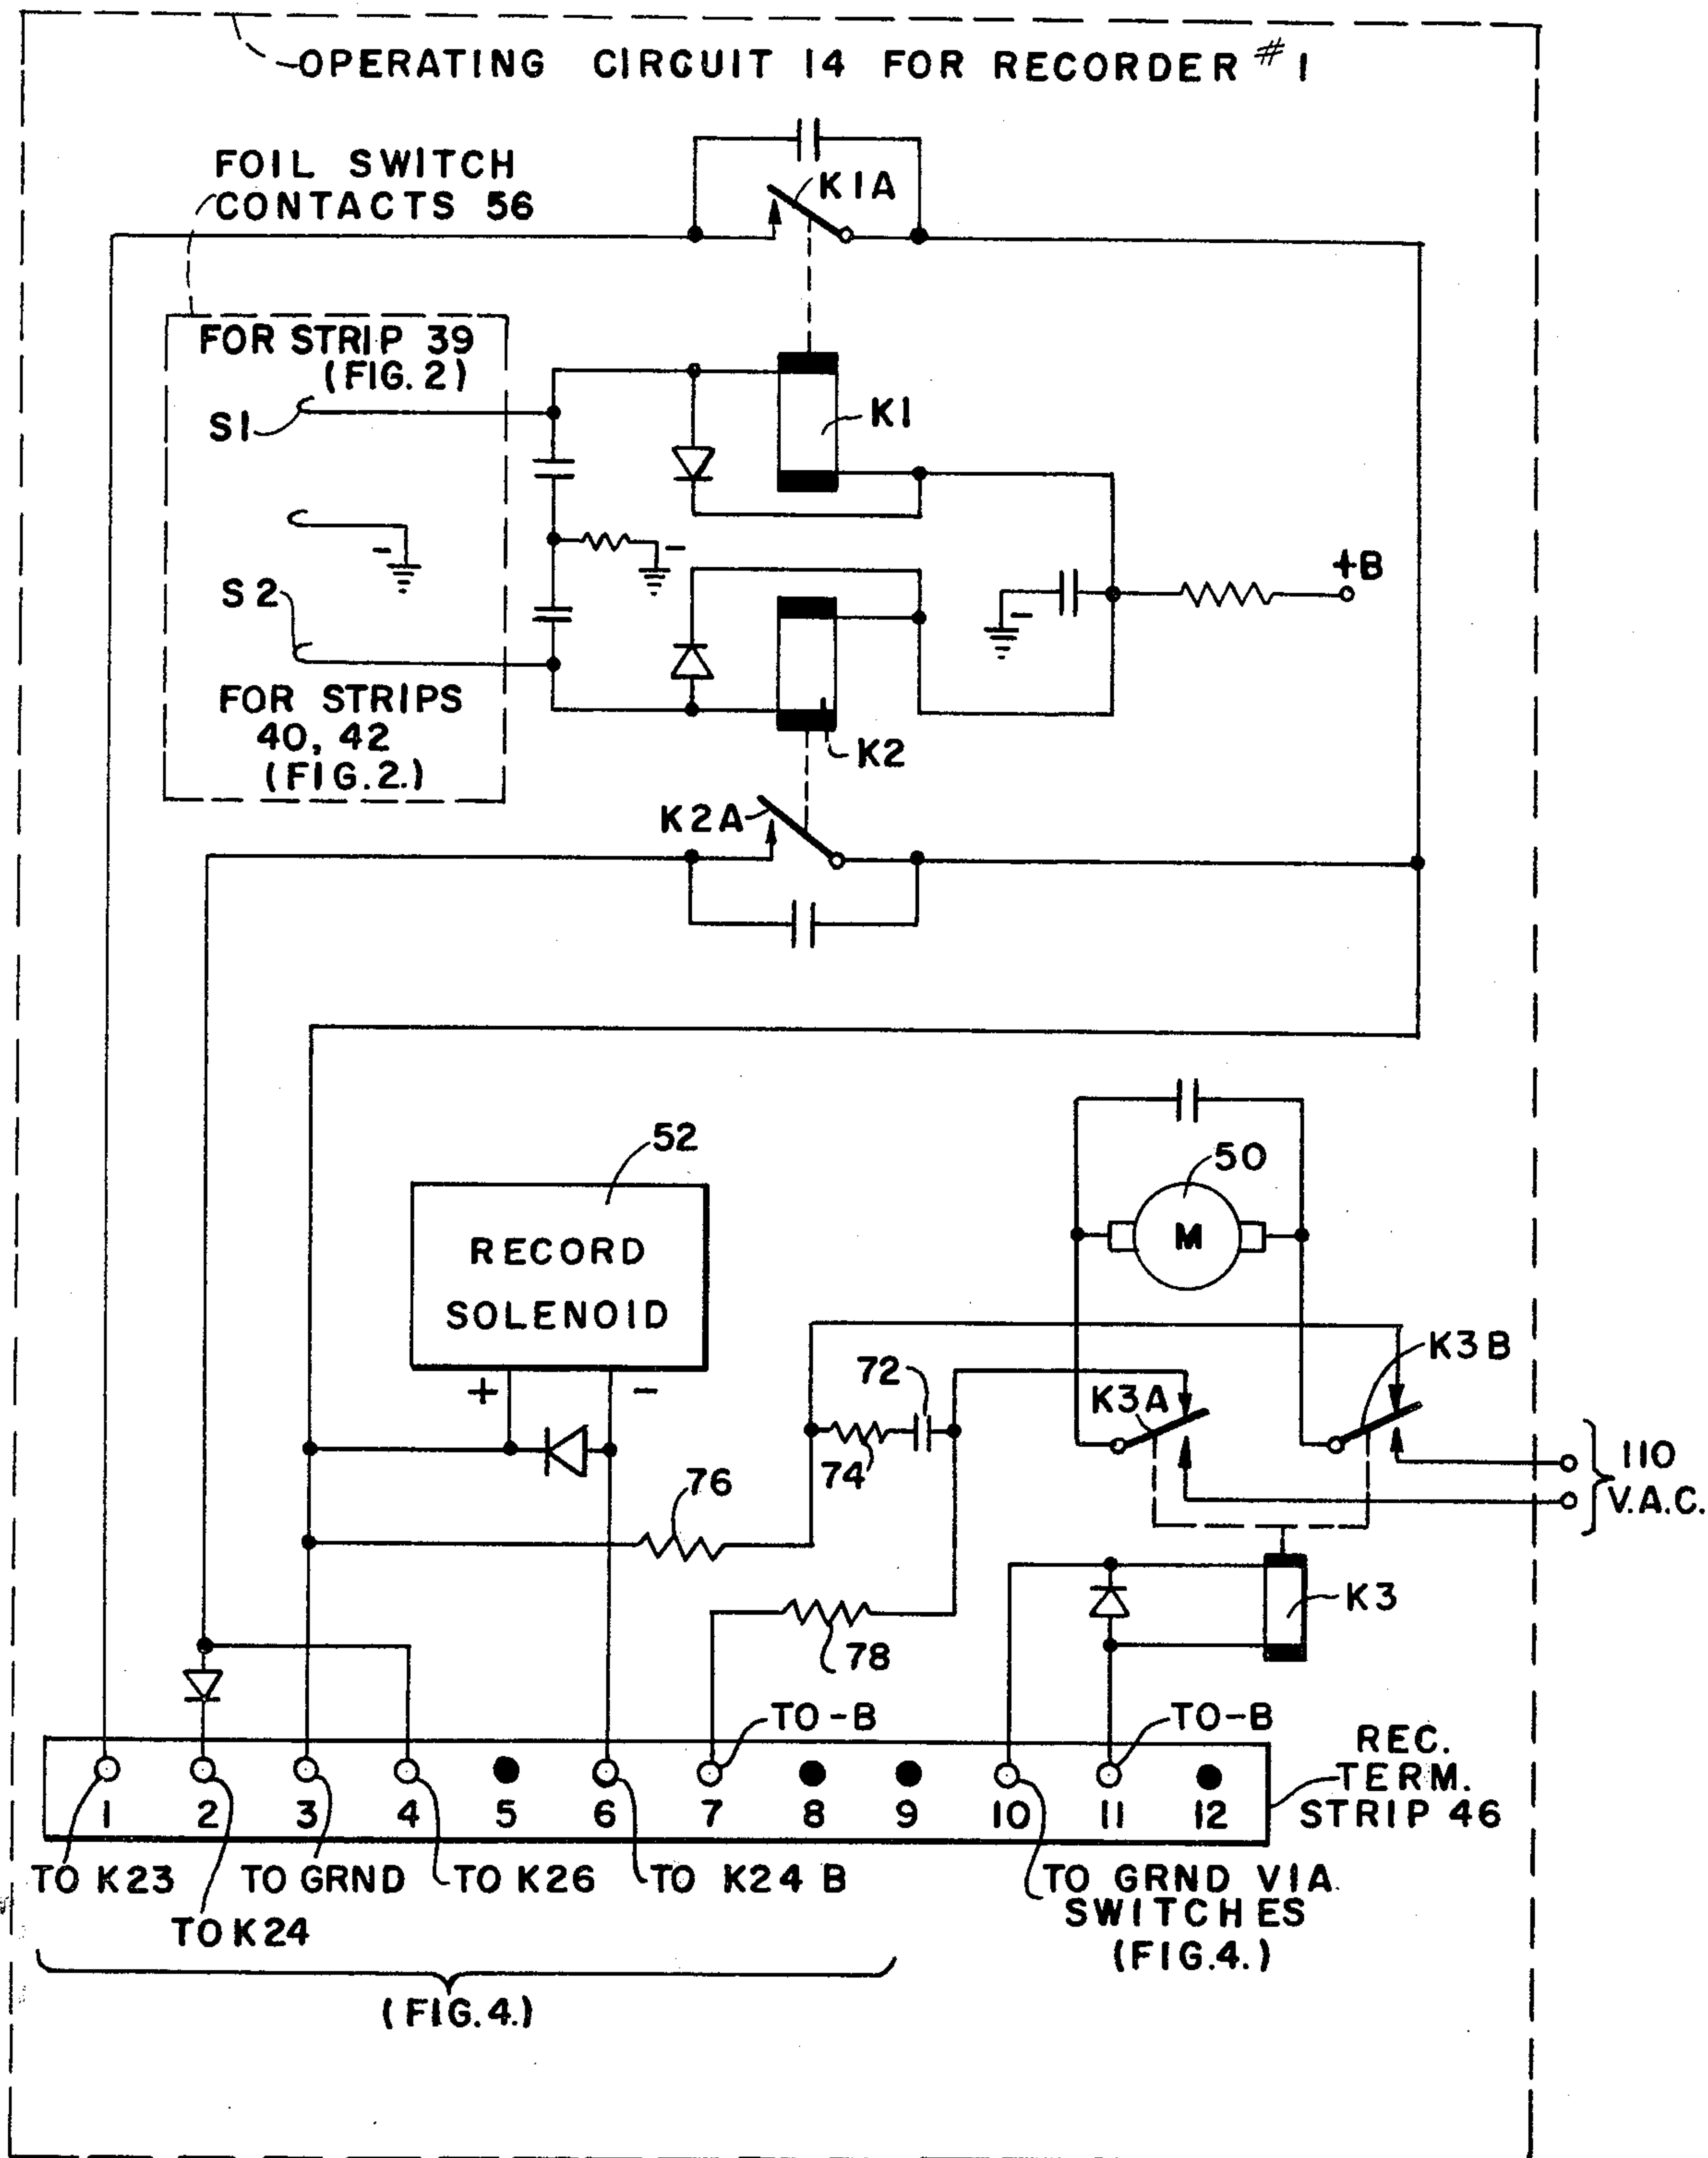 OPERATING CIRCUIT 14 FOR RECORDER #1
FOIL SWITCH
CONTACTS 56
K1A
FOR STRIP 39
(FIG. 2)
S1
K1
-
-
+B
S2
-
FOR STRIPS
40, 42
(FIG.2.)
K2
K2A
52
50
RECORD
SOLENOID
M
K3B
72
K3A
+ -
74
110
V.A.C.
76
K3
78
TO-B
TO-B
REC.
TERM.
STRIP 46
1 2 3 4 5 6 7 8 9 10 11 12
TO K23
TO GRND
TO K26
TO K24 B
TO GRND VIA
SWITCHES
(FIG.4.)
TO K24
(FIG.4.)